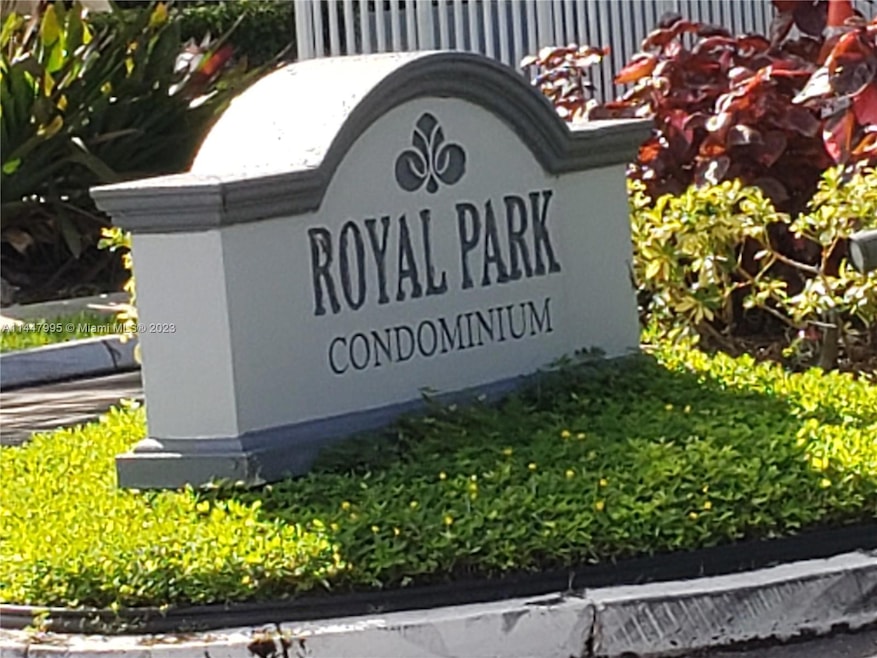 ROYAL PARK
CONDOMINIUM
A11447995 © Miami MLS® 2023